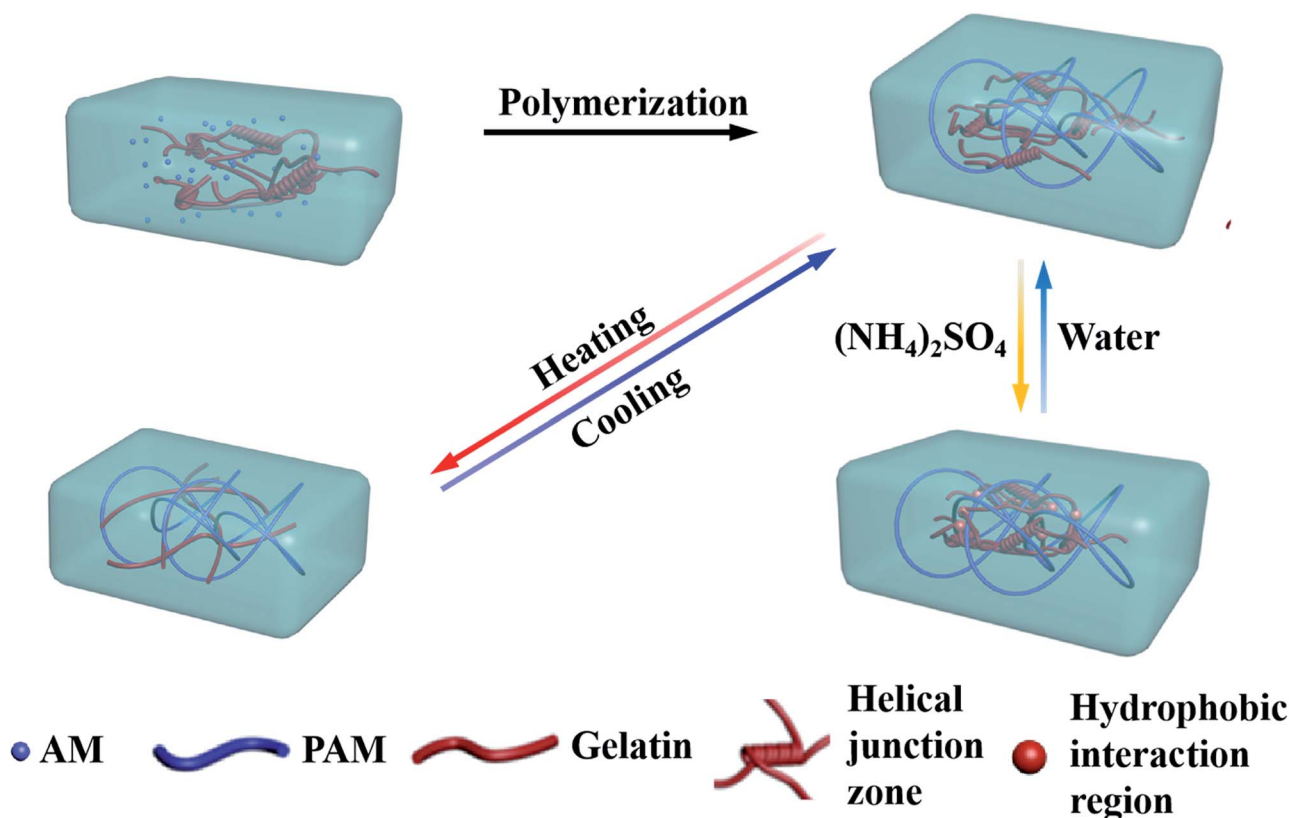 Polymerization
Heating
Cooling
(NH₄)₂SO₄
Water
AM
PAM
Gelatin
Helical
junction
zone
Hydrophobic
interaction
region